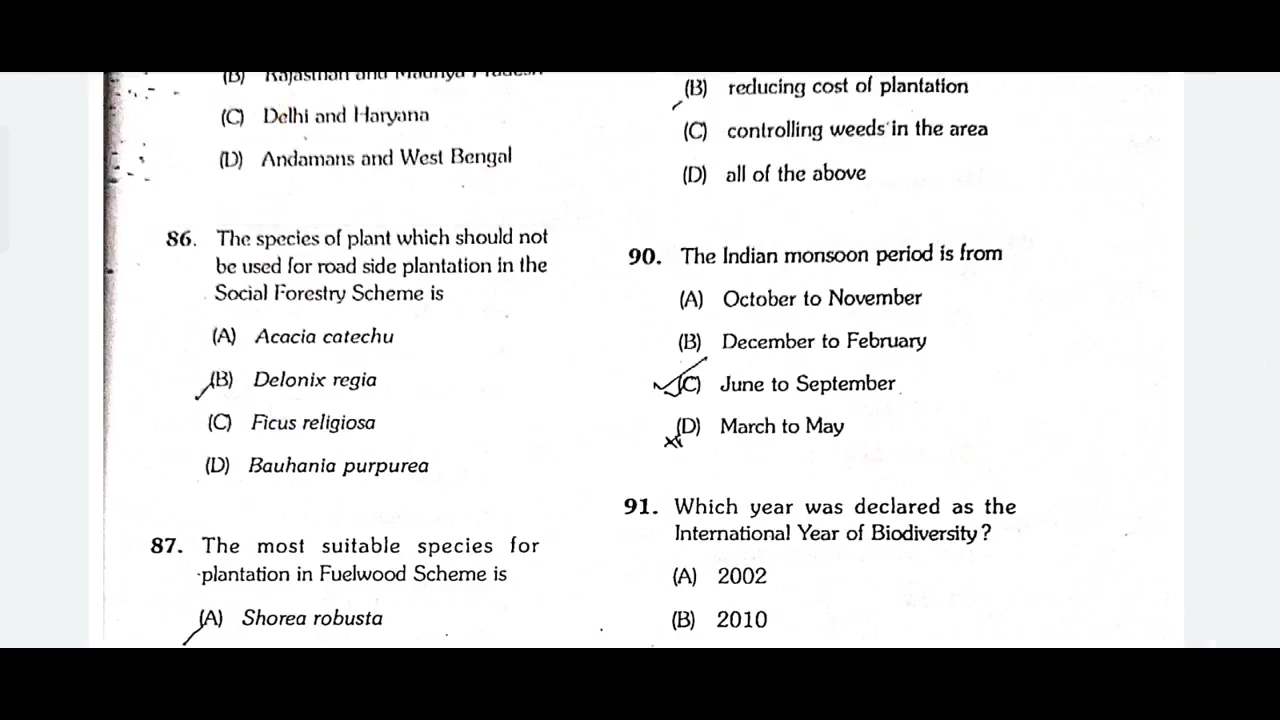 (B) Rajasthan and Madhya Pradesh
(C) Delhi and Haryana
(D) Andamans and West Bengal
86. The species of plant which should not
be used for road side plantation in the
Social Forestry Scheme is
(A) Acacia catechu
(B) Delonix regia
(C) Ficus religiosa
(D) Bauhania purpurea
87. The most suitable species for
plantation in Fuelwood Scheme is
(A) Shorea robusta
(B) reducing cost of plantation
(C) controlling weeds in the area
(D) all of the above
90. The Indian monsoon period is from
(A) October to November
(B) December to February
(C) June to September
(D) March to May
91. Which year was declared as the
International Year of Biodiversity?
(A) 2002
(B) 2010